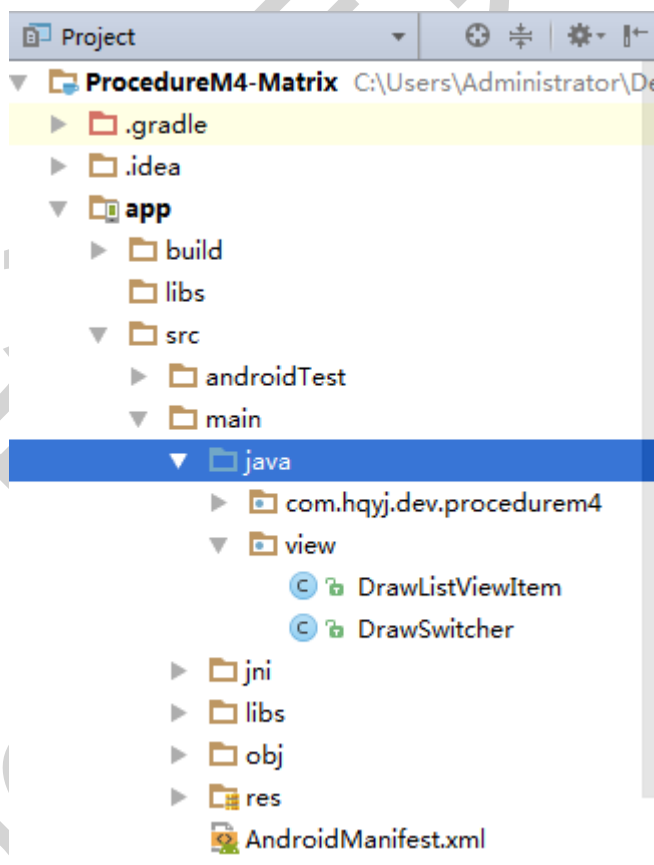 Project
ProcedureM4-Matrix C:\Users\Administrator\De
.gradle
.idea
app
build
libs
src
androidTest
main
java
com.hqyj.dev.procedurem4
view
DrawListViewItem
DrawSwitcher
jni
libs
obj
res
AndroidManifest.xml